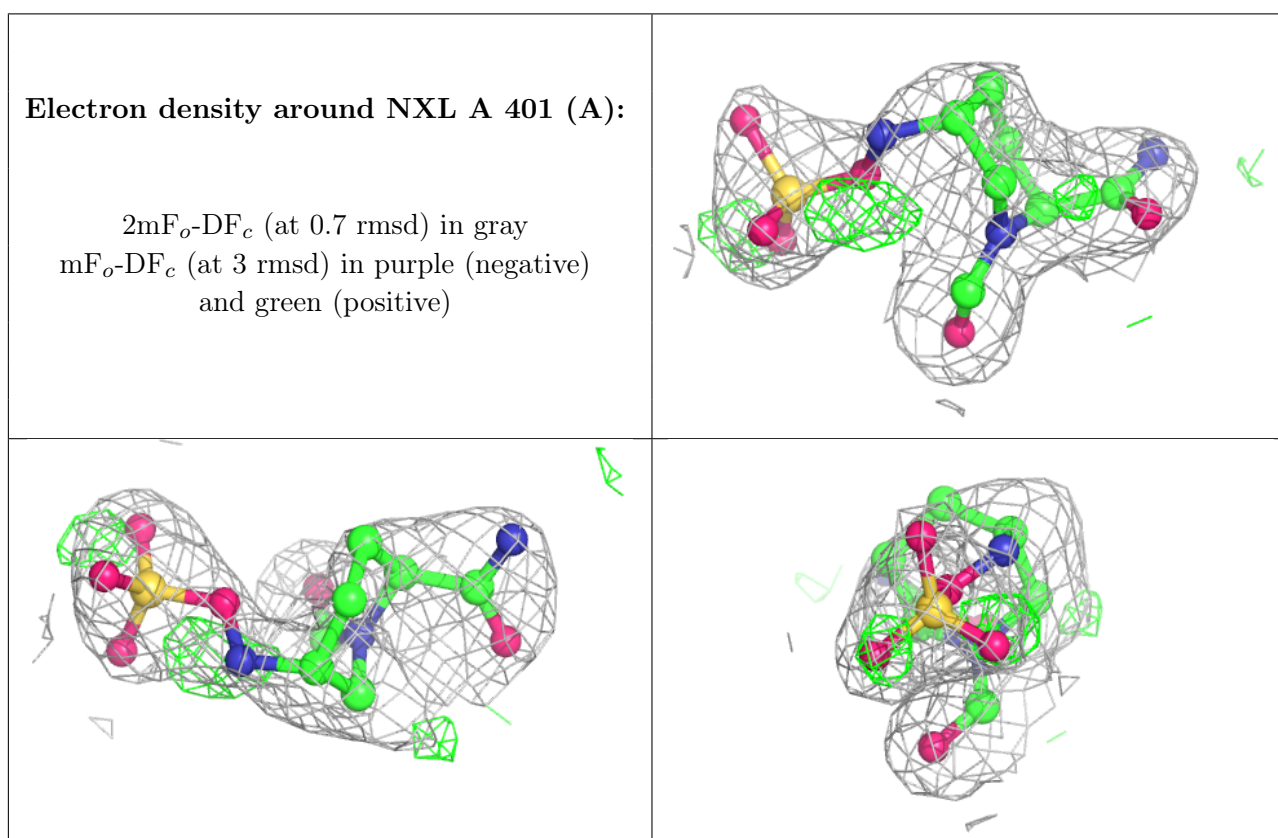 Electron density around NXL A 401 (A):
2mFo-DFc (at 0.7 rmsd) in gray
mFo-DFc (at 3 rmsd) in purple (negative)
and green (positive)